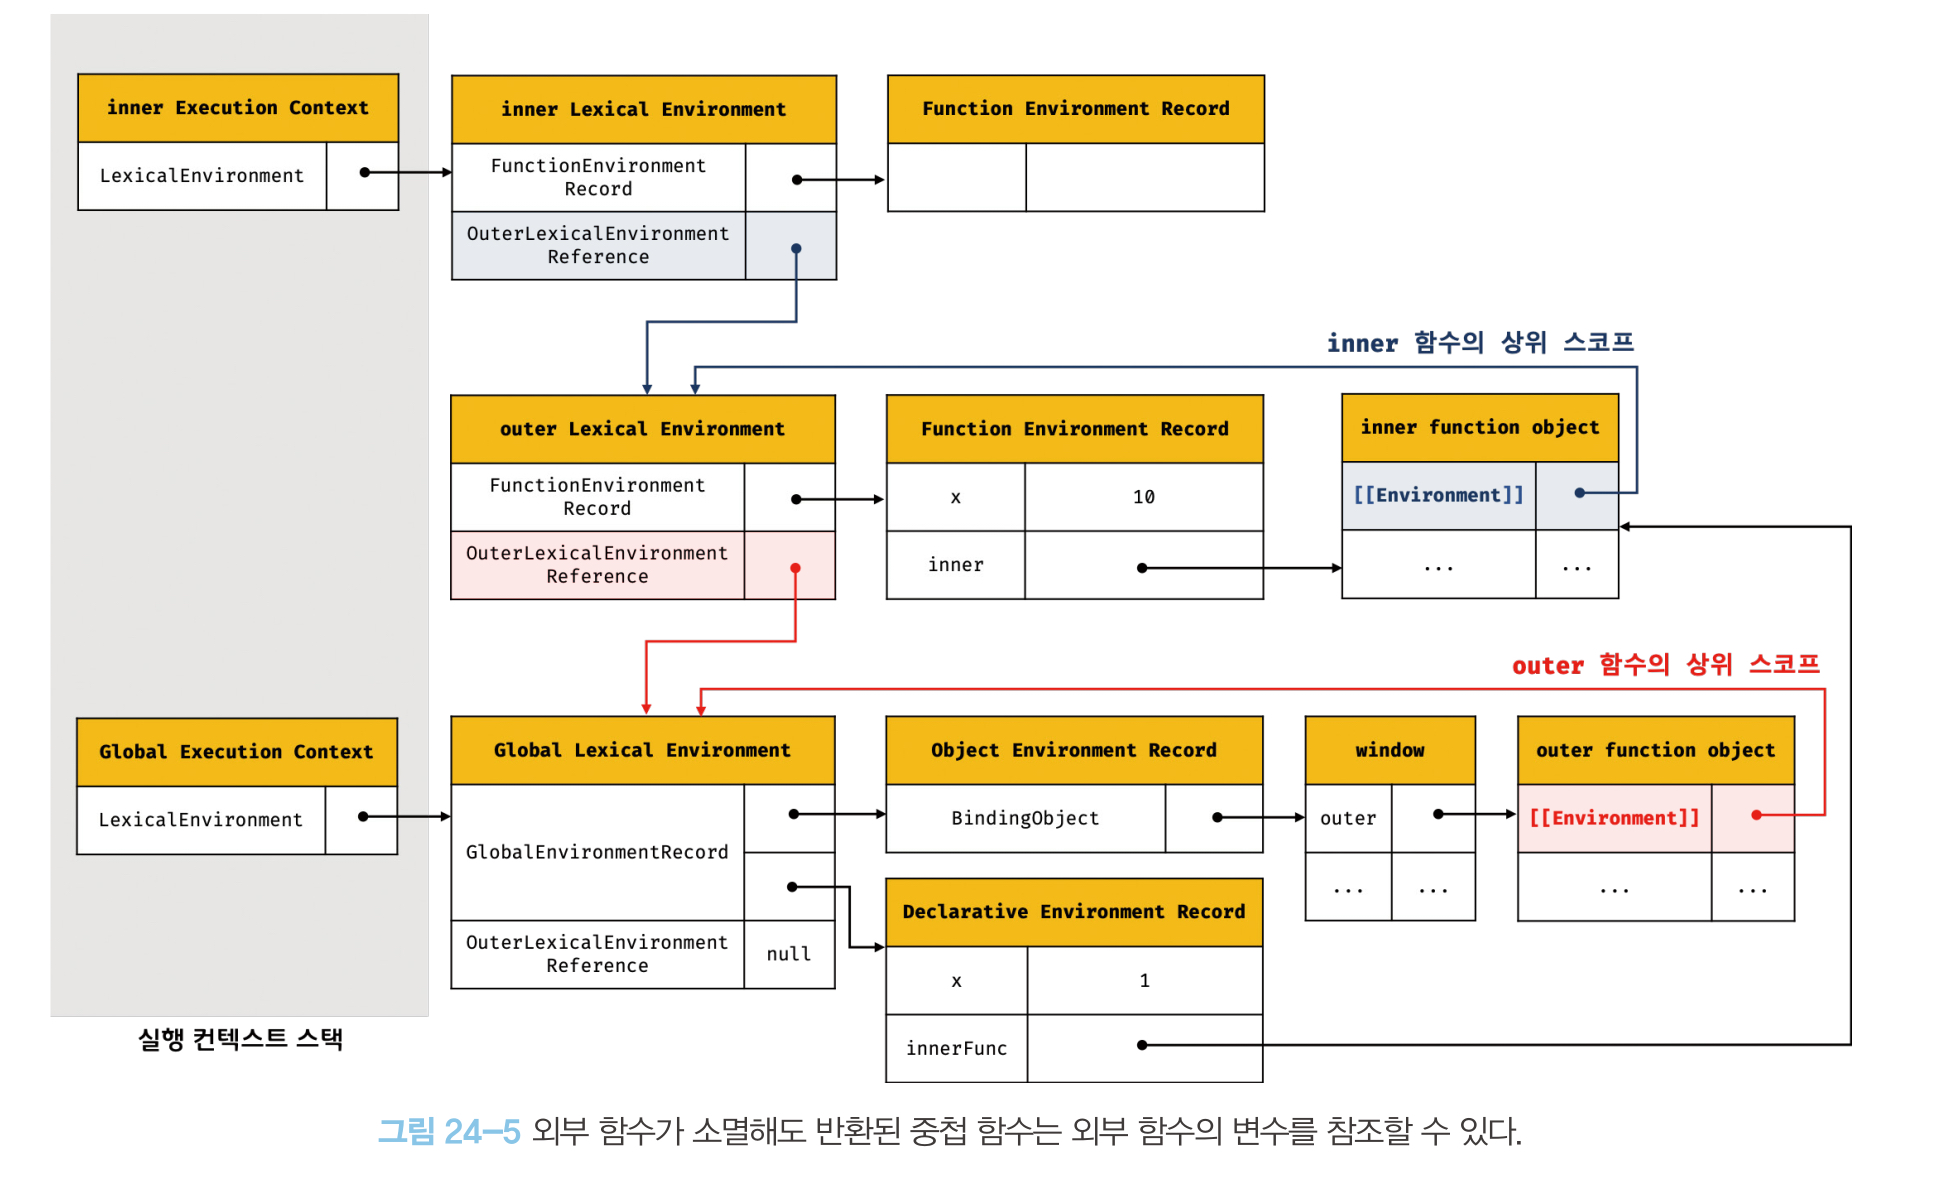 inner Execution Context
LexicalEnvironment
inner Lexical Environment
FunctionEnvironment
Record
OuterLexicalEnvironment
Reference
Function Environment Record
inner 함수의 상위 스코프
outer Lexical Environment
FunctionEnvironment
Record
OuterLexicalEnvironment
Reference
Function Environment Record
x 10
inner
inner function object
[[Environment]]
... ...
outer 함수의 상위 스코프
Global Execution Context
LexicalEnvironment
Global Lexical Environment
GlobalEnvironmentRecord
OuterLexicalEnvironment
Reference
null
Object Environment Record
BindingObject
window
outer
... ...
outer function object
[[Environment]]
... ...
Declarative Environment Record
x 1
innerFunc
실행 컨텍스트 스택
그림 24-5 외부 함수가 소멸해도 반환된 중첩 함수는 외부 함수의 변수를 참조할 수 있다.